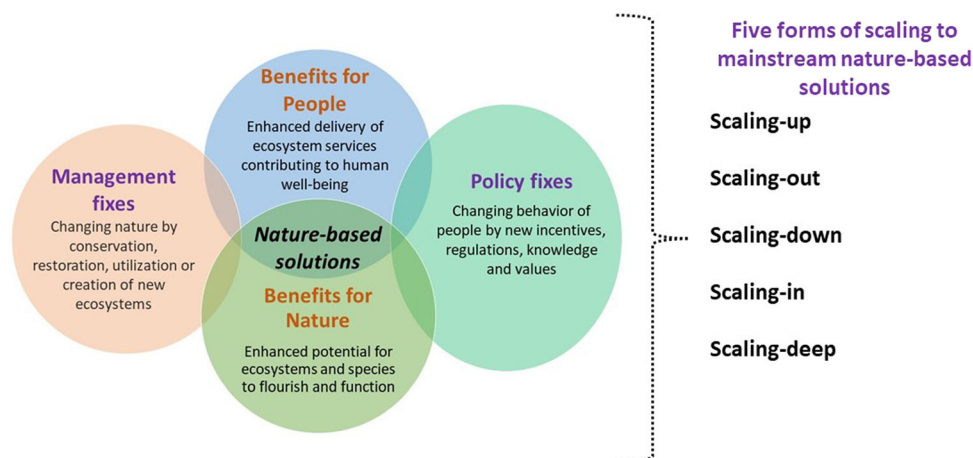 Benefits for
People
Enhanced delivery of
ecosystem services
contributing to human
well-being
Management
fixes
Changing nature by
conservation,
restoration, utilization or
creation of new
ecosystems
Policy fixes
Changing behavior of
people by new incentives,
regulations, knowledge
and values
Nature-based
solutions
Benefits for
Nature
Enhanced potential for
ecosystems and species
to flourish and function
Five forms of scaling to
mainstream nature-based
solutions
Scaling-up
Scaling-out
Scaling-down
Scaling-in
Scaling-deep